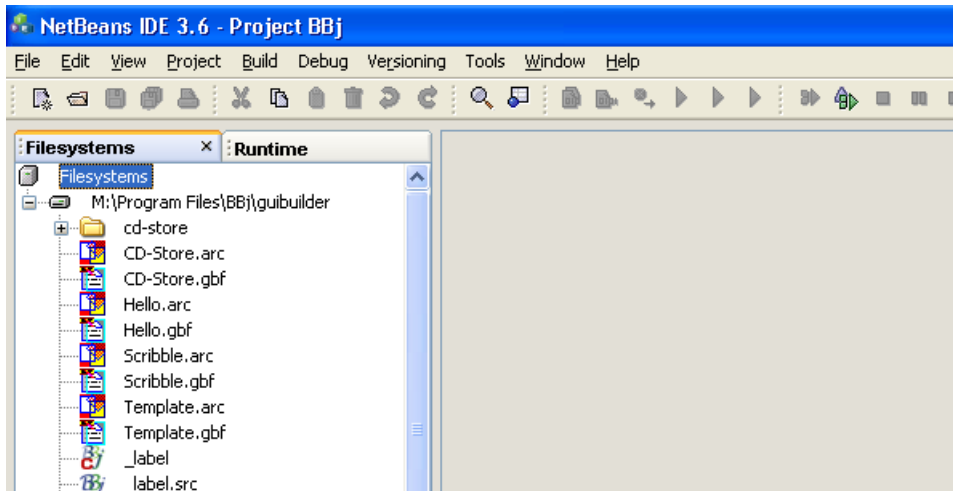 NetBeans IDE 3.6 - Project BBj
File Edit View Project Build Debug Versioning Tools Window Help
Filesystems × Runtime
Filesystems
M:\Program Files\BBj\guibuilder
cd-store
CD-Store.arc
CD-Store.gbf
Hello.arc
Hello.gbf
Scribble.arc
Scribble.gbf
Template.arc
Template.gbf
_label
_label.src